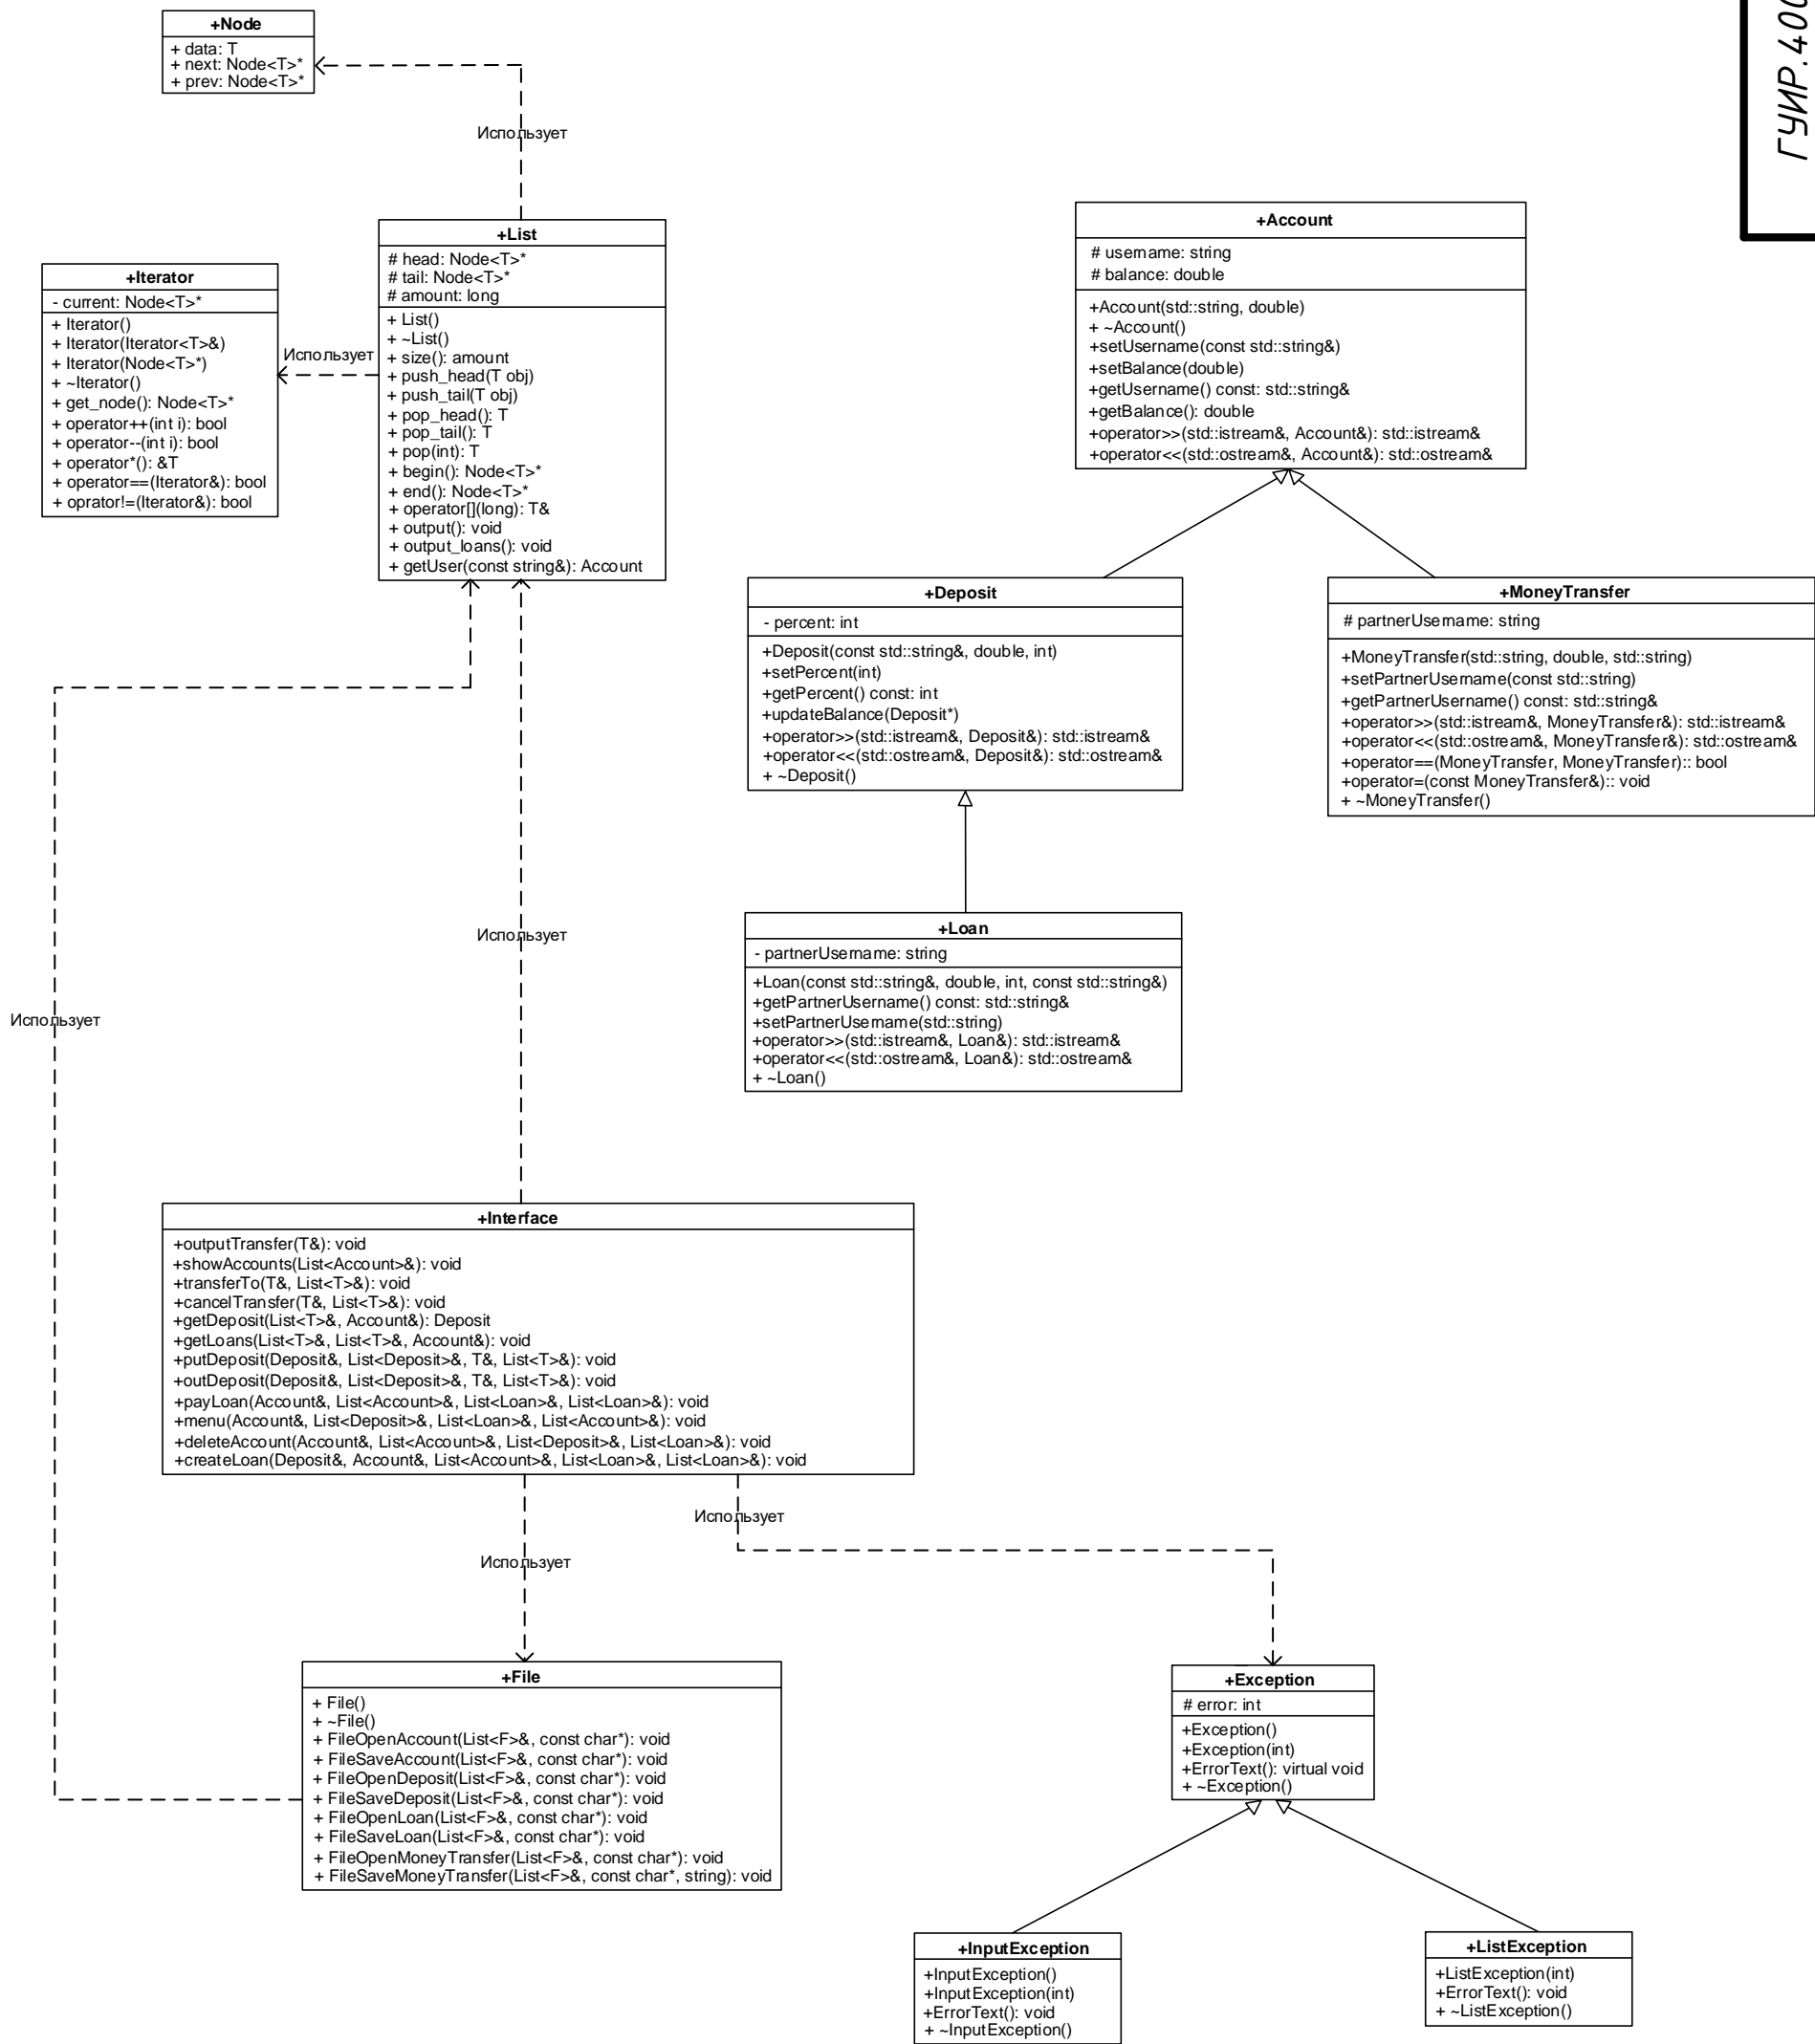 ГУИР.400
+Node
+ data: T
+ next: Node<T>*
+ prev: Node<T>*
Использует
+List
# head: Node<T>*
# tail: Node<T>*
# amount: long
+ List()
+ ~List()
+ size(): amount
+ push_head(T obj)
+ push_tail(T obj)
+ pop_head(): T
+ pop_tail(): T
+ pop(int): T
+ begin(): Node<T>*
+ end(): Node<T>*
+ operator[](long): T&
+ output(): void
+ output_loans(): void
+ getUser(const string&): Account
+Iterator
- current: Node<T>*
+ Iterator()
+ Iterator(Iterator<T>&)
+ Iterator(Node<T>*)
+ ~Iterator()
+ get_node(): Node<T>*
+ operator++(int i): bool
+ operator--(int i): bool
+ operator*(): &T
+ operator==(Iterator&): bool
+ oprator!=(Iterator&): bool
Использует
+Account
# username: string
# balance: double
+Account(std::string, double)
+ ~Account()
+setUsername(const std::string&)
+setBalance(double)
+getUsername() const: std::string&
+getBalance(): double
+operator>>(std::istream&, Account&): std::istream&
+operator<<(std::ostream&, Account&): std::ostream&
+Deposit
- percent: int
+Deposit(const std::string&, double, int)
+setPercent(int)
+getPercent() const: int
+updateBalance(Deposit*)
+operator>>(std::istream&, Deposit&): std::istream&
+operator<<(std::ostream&, Deposit&): std::ostream&
+ ~Deposit()
+MoneyTransfer
# partnerUsername: string
+MoneyTransfer(std::string, double, std::string)
+setPartnerUsername(const std::string)
+getPartnerUsername() const: std::string&
+operator>>(std::istream&, MoneyTransfer&): std::istream&
+operator<<(std::ostream&, MoneyTransfer&): std::ostream&
+operator==(MoneyTransfer, MoneyTransfer):: bool
+operator=(const MoneyTransfer&):: void
+ ~MoneyTransfer()
+Loan
- partnerUsername: string
+Loan(const std::string&, double, int, const std::string&)
+getPartnerUsername() const: std::string&
+setPartnerUsername(std::string)
+operator>>(std::istream&, Loan&): std::istream&
+operator<<(std::ostream&, Loan&): std::ostream&
+ ~Loan()
Использует
Использует
+Interface
+outputTransfer(T&): void
+showAccounts(List<Account>&): void
+transferTo(T&, List<T>&): void
+cancelTransfer(T&, List<T>&): void
+getDeposit(List<T>&, Account&): Deposit
+getLoans(List<T>&, List<T>&, Account&): void
+putDeposit(Deposit&, List<Deposit>&, T&, List<T>&): void
+outDeposit(Deposit&, List<Deposit>&, T&, List<T>&): void
+payLoan(Account&, List<Account>&, List<Loan>&, List<Loan>&): void
+menu(Account&, List<Deposit>&, List<Loan>&, List<Account>&): void
+deleteAccount(Account&, List<Account>&, List<Deposit>&, List<Loan>&): void
+createLoan(Deposit&, Account&, List<Account>&, List<Loan>&, List<Loan>&): void
Использует
Использует
+File
+ File()
+ ~File()
+ FileOpenAccount(List<F>&, const char*): void
+ FileSaveAccount(List<F>&, const char*): void
+ FileOpenDeposit(List<F>&, const char*): void
+ FileSaveDeposit(List<F>&, const char*): void
+ FileOpenLoan(List<F>&, const char*): void
+ FileSaveLoan(List<F>&, const char*): void
+ FileOpenMoneyTransfer(List<F>&, const char*): void
+ FileSaveMoneyTransfer(List<F>&, const char*, string): void
+Exception
# error: int
+Exception()
+Exception(int)
+ErrorText(): virtual void
+ ~Exception()
+InputException
+InputException()
+InputException(int)
+ErrorText(): void
+ ~InputException()
+ListException
+ListException(int)
+ErrorText(): void
+ ~ListException()